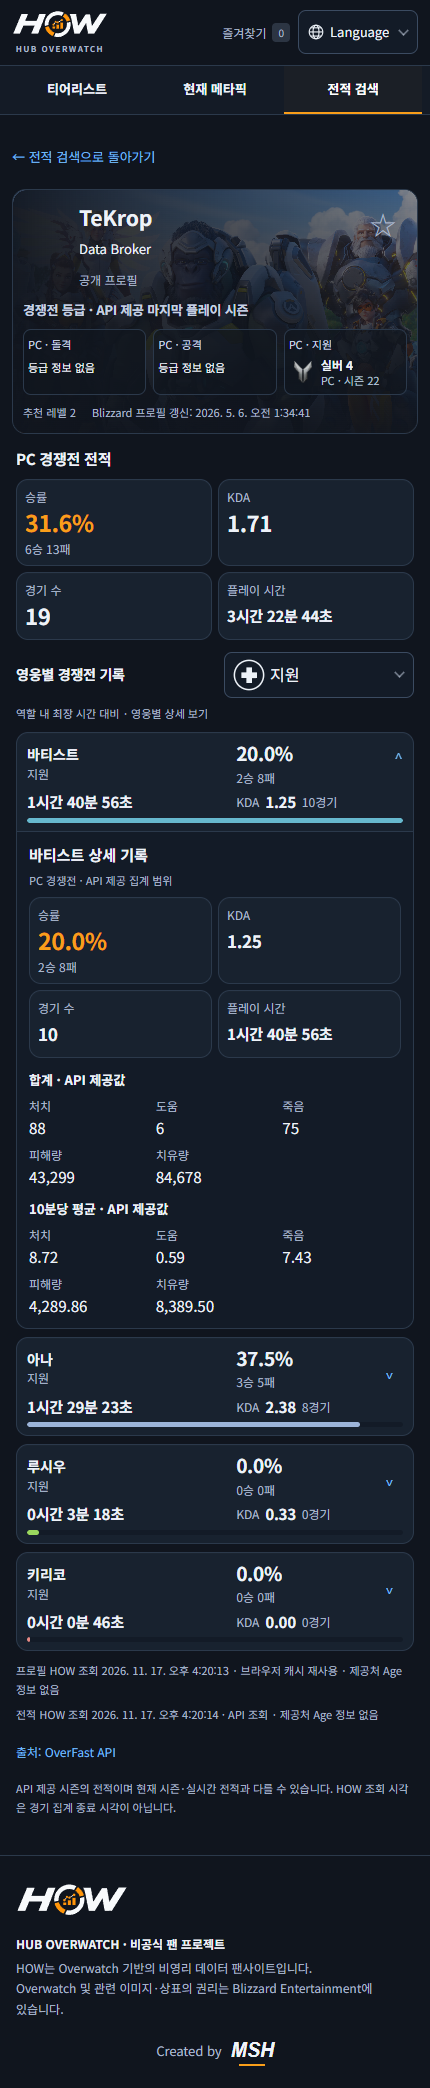 HOW
HUB OVERWATCH
즐겨찾기 0
Language
티어리스트 현재 메타픽 전적 검색
← 전적 검색으로 돌아가기
TeKrop
Data Broker
공개 프로필
경쟁전 등급 · API 제공 마지막 플레이 시즌
PC · 돌격
등급 정보 없음
PC · 공격
등급 정보 없음
PC · 지원
실버 4
PC · 시즌 22
추천 레벨 2 Blizzard 프로필 갱신: 2026. 5. 6. 오전 1:34:41
PC 경쟁전 전적
승률
31.6%
6승 13패
KDA
1.71
경기 수
19
플레이 시간
3시간 22분 44초
영웅별 경쟁전 기록
지원
역할 내 최장 시간 대비 · 영웅별 상세 보기
바티스트
지원
1시간 40분 56초
20.0%
2승 8패
KDA 1.25 10경기
바티스트 상세 기록
PC 경쟁전 · API 제공 집계 범위
승률
20.0%
2승 8패
KDA
1.25
경기 수
10
플레이 시간
1시간 40분 56초
합계 · API 제공값
처치 도움 죽음
88 6 75
피해량 치유량
43,299 84,678
10분당 평균 · API 제공값
처치 도움 죽음
8.72 0.59 7.43
피해량 치유량
4,289.86 8,389.50
아나
지원
1시간 29분 23초
37.5%
3승 5패
KDA 2.38 8경기
루시우
지원
0시간 3분 18초
0.0%
0승 0패
KDA 0.33 0경기
키리코
지원
0시간 0분 46초
0.0%
0승 0패
KDA 0.00 0경기
프로필 HOW 조회 2026. 11. 17. 오후 4:20:13 · 브라우저 캐시 재사용 · 제공처 Age
정보 없음
전적 HOW 조회 2026. 11. 17. 오후 4:20:14 · API 조회 · 제공처 Age 정보 없음
출처: OverFast API
API 제공 시즌의 전적이며 현재 시즌·실시간 전적과 다를 수 있습니다. HOW 조회 시각
은 경기 집계 종료 시각이 아닙니다.
HOW
HUB OVERWATCH · 비공식 팬 프로젝트
HOW는 Overwatch 기반의 비영리 데이터 팬사이트입니다.
Overwatch 및 관련 이미지·상표의 권리는 Blizzard Entertainment에
있습니다.
Created by MSH